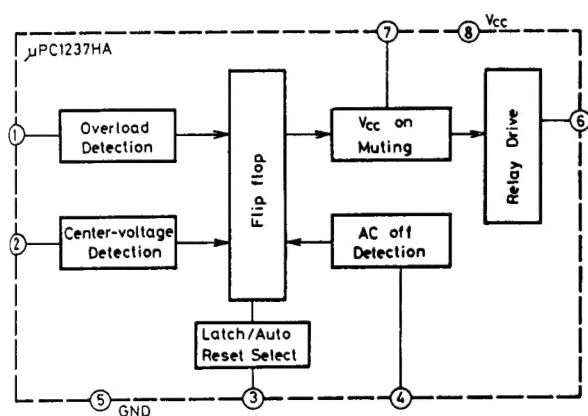 μPC1237HA
7
8
Vcc
1
Overload
Detection
Flip flop
Vcc on
Muting
Relay Drive
6
2
Center-voltage
Detection
AC off
Detection
Latch/Auto
Reset Select
5
GND
3
4